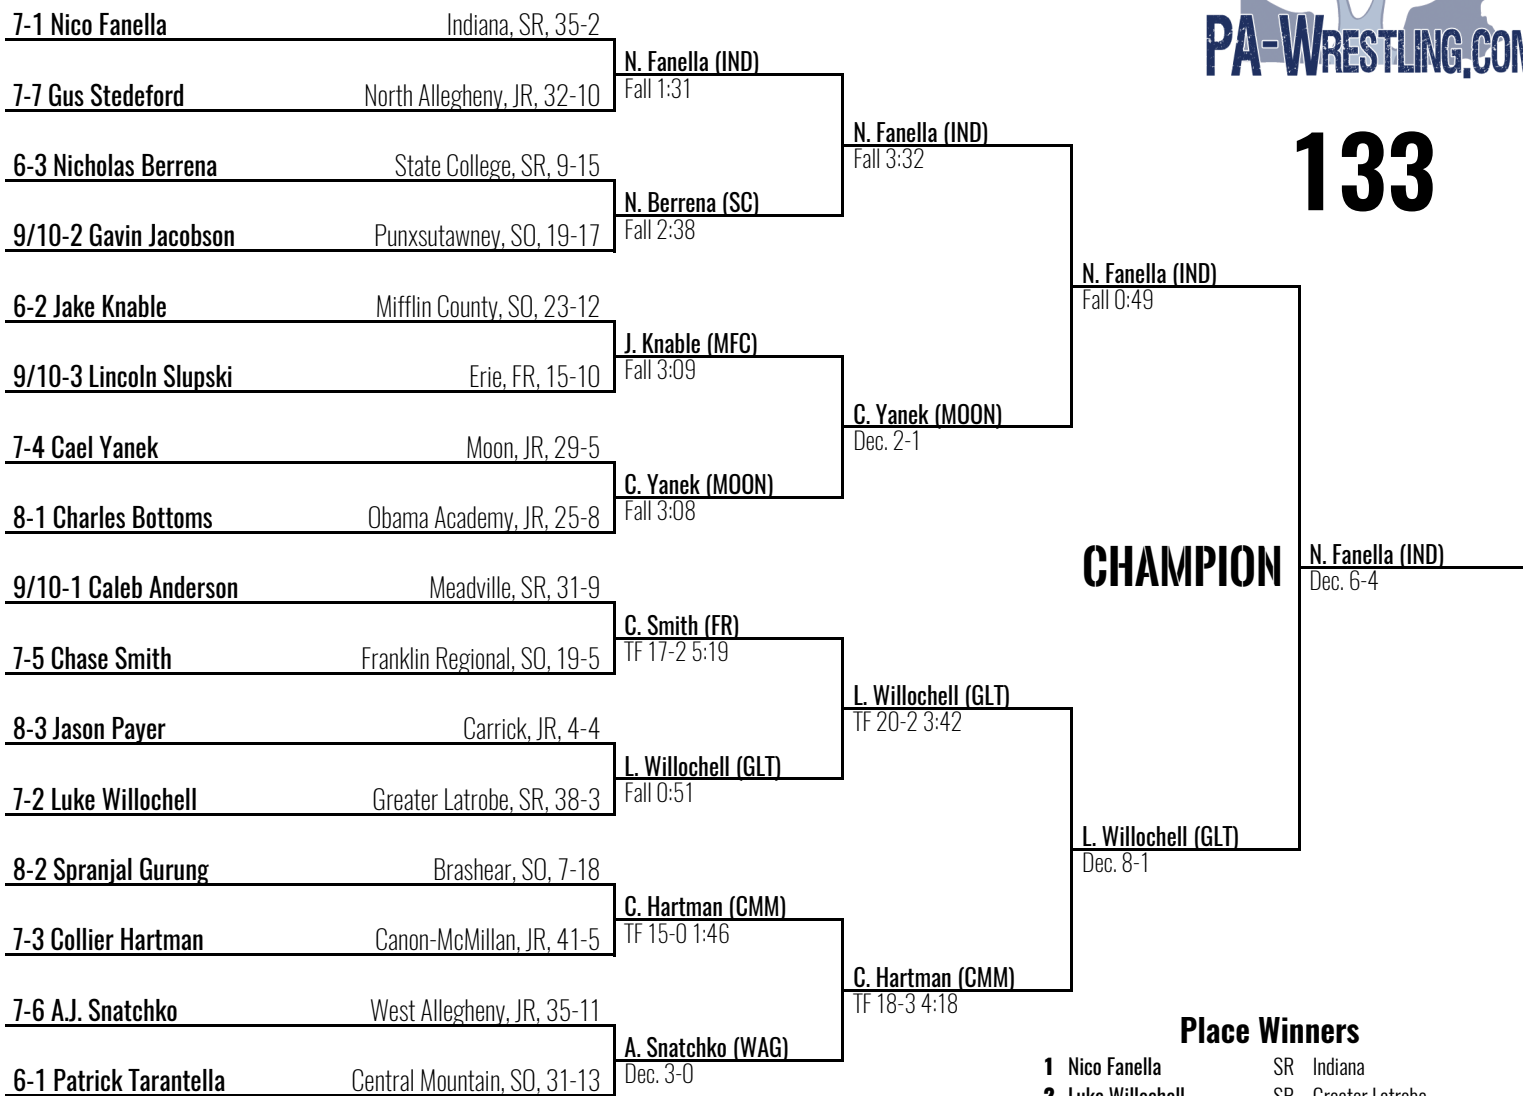 7-1 Nico Fanella Indiana, SR, 35-2
7-7 Gus Stedeford North Allegheny, JR, 32-10
6-3 Nicholas Berrena State College, SR, 9-15
9/10-2 Gavin Jacobson Punxsutawney, SO, 19-17
6-2 Jake Knable Mifflin County, SO, 23-12
9/10-3 Lincoln Slupski Erie, FR, 15-10
7-4 Cael Yanek Moon, JR, 29-5
8-1 Charles Bottoms Obama Academy, JR, 25-8
9/10-1 Caleb Anderson Meadville, SR, 31-9
7-5 Chase Smith Franklin Regional, SO, 19-5
8-3 Jason Payer Carrick, JR, 4-4
7-2 Luke Willochell Greater Latrobe, SR, 38-3
8-2 Spranjal Gurung Brashear, SO, 7-18
7-3 Collier Hartman Canon-McMillan, JR, 41-5
7-6 A.J. Snatchko West Allegheny, JR, 35-11
6-1 Patrick Tarantella Central Mountain, SO, 31-13
N. Fanella (IND)
Fall 1:31
N. Berrena (SC)
Fall 2:38
J. Knable (MFC)
Fall 3:09
C. Yanek (MOON)
Fall 3:08
C. Smith (FR)
TF 17-2 5:19
L. Willochell (GLT)
Fall 0:51
C. Hartman (CMM)
TF 15-0 1:46
A. Snatchko (WAG)
Dec. 3-0
N. Fanella (IND)
Fall 3:32
C. Yanek (MOON)
Dec. 2-1
L. Willochell (GLT)
TF 20-2 3:42
C. Hartman (CMM)
TF 18-3 4:18
N. Fanella (IND)
Fall 0:49
L. Willochell (GLT)
Dec. 8-1
CHAMPION
N. Fanella (IND)
Dec. 6-4
PA-WRESTLING.COM
133
Place Winners
1 Nico Fanella SR Indiana
2 Luke Willochell SR Greater Latrobe